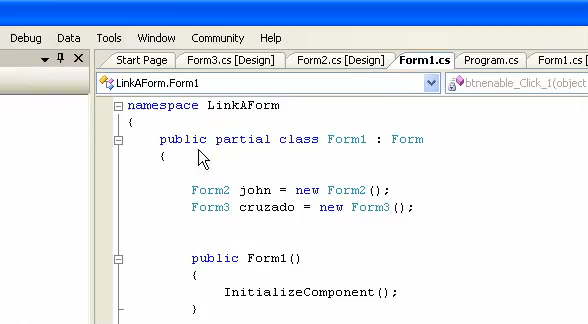 Debug Data Tools Window Community Help
Start Page Form3.cs [Design] Form2.cs [Design] Form1.cs Program.cs Form1.cs [D
LinkAForm.Form1 btnenable_Click_1(object
namespace LinkAForm
{
public partial class Form1 : Form
{
Form2 john = new Form2();
Form3 cruzado = new Form3();
public Form1()
{
InitializeComponent();
}